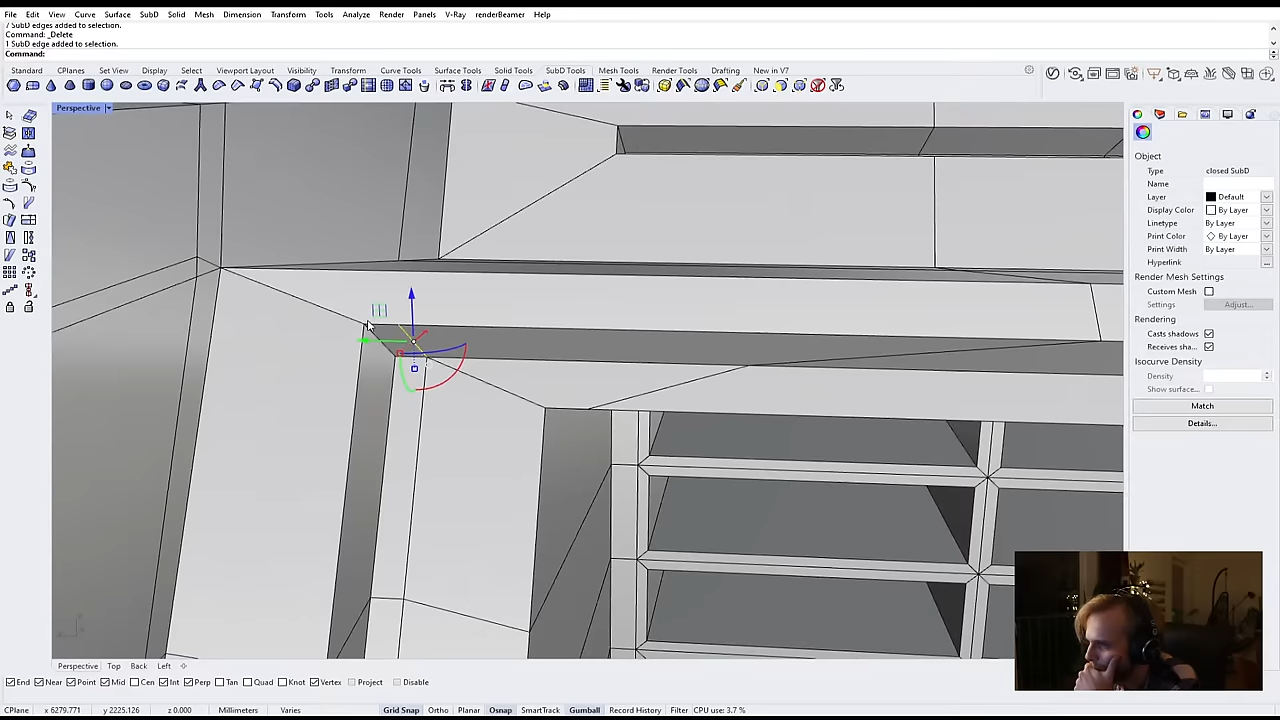 File Edit View Curve Surface SubD Solid Mesh Dimension Transform Tools Analyze Render Panels V-Ray renderBeamer Help
7 SubD edges added to selection.
Command: _Delete
1 SubD edge added to selection.
Command:
Standard CPlanes Set View Display Select Viewport Layout Visibility Transform Curve Tools Surface Tools Solid Tools SubD Tools Mesh Tools Render Tools Drafting New in V7
Perspective
Object
Type closed SubD
Name
Layer Default
Display Color By Layer
Linetype By Layer
Print Color By Layer
Print Width By Layer
Hyperlink ...
Render Mesh Settings
Custom Mesh
Settings Adjust...
Rendering
Casts shadows
Receives sha...
Isocurve Density
Density
Show surface...
Match
Details...
Perspective Top Back Left
End Near Point Mid Cen Int Perp Tan Quad Knot Vertex Project Disable
CPlane x 6279.771 y 2225.126 z 0.000 Millimeters Varies Grid Snap Ortho Planar Osnap SmartTrack Gumball Record History Filter CPU use: 3.7 %